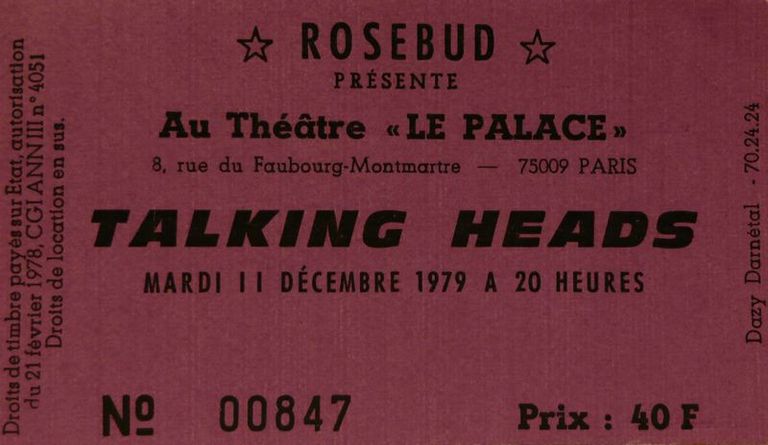 ☆ ROSEBUD ☆
PRÉSENTE
Au Théâtre « LE PALACE »
8, rue du Faubourg-Montmartre — 75009 PARIS
TALKING HEADS
MARDI 11 DÉCEMBRE 1979 A 20 HEURES
Nº 00847
Prix : 40 F
Droits de timbre payés sur Etat, autorisation
du 21 février 1978, CGI ANN III n° 4051
Droits de location en sus.
Dazy Darnétal - 70.24.24